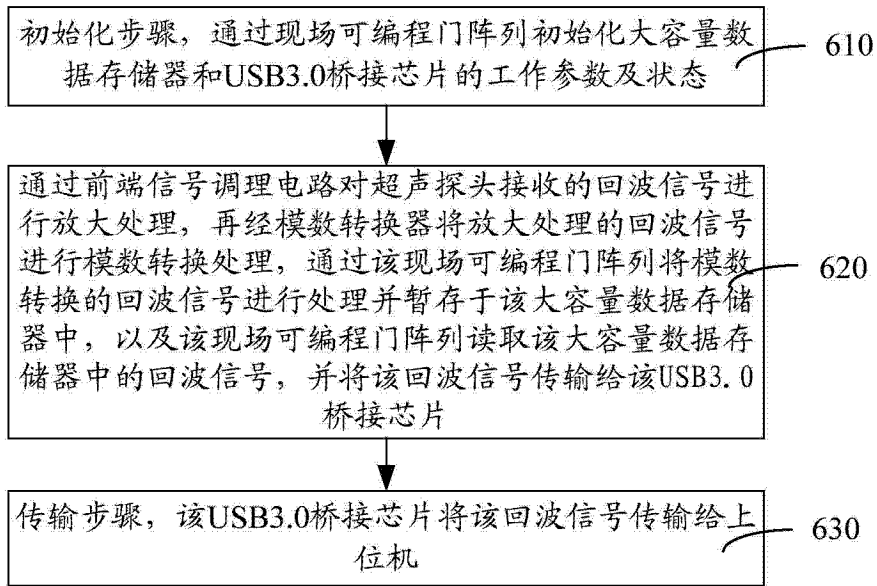 初始化步骤，通过现场可编程门阵列初始化大容量数
据存储器和USB3.0桥接芯片的工作参数及状态
610
通过前端信号调理电路对超声探头接收的回波信号进
行放大处理，再经模数转换器将放大处理的回波信号
进行模数转换处理，通过该现场可编程门阵列将模数
转换的回波信号进行处理并暂存于该大容量数据存储
器中，以及该现场可编程门阵列读取该大容量数据存
储器中的回波信号，并将该回波信号传输给该USB3.0
桥接芯片
620
传输步骤，该USB3.0桥接芯片将该回波信号传输给上
位机
630